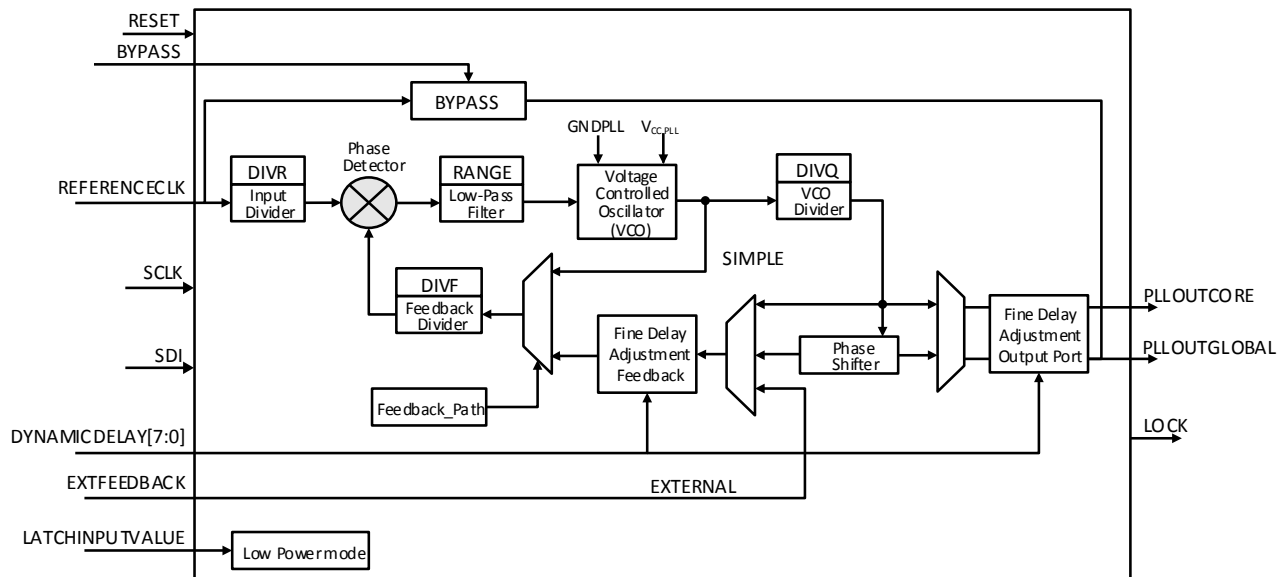 RESET
BYPASS
BYPASS
GNDPLL
VCC,PLL
Phase
Detector
DIVR
Input
Divider
RANGE
Low-Pass
Filter
Voltage
Controlled
Oscillator
(VCO)
DIVQ
VCO
Divider
REFERENCECLK
SIMPLE
SCLK
DIVF
Feedback
Divider
Fine Delay
Adjustment
Feedback
Phase
Shifter
Fine Delay
Adjustment
Output Port
PLLOUTCORE
PLLOUTGLOBAL
SDI
Feedback_Path
DYNAMICDELAY[7:0]
LOCK
EXTFEEDBACK
EXTERNAL
LATCHINPUTVALUE
Low Power mode